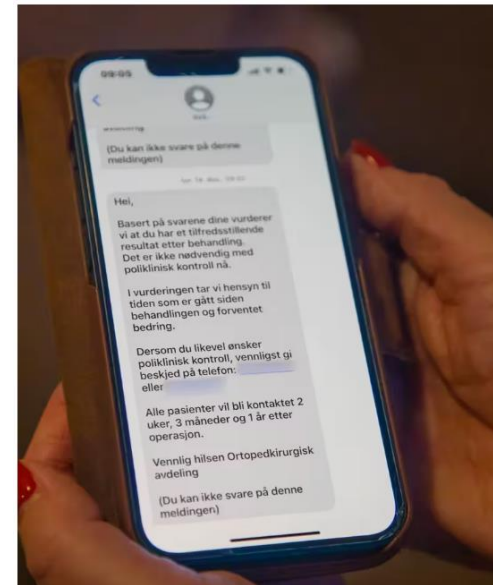 09:09
(Du kan ikke svare på denne
meldingen)
Hei,
Basert på svarene dine vurderer
vi at du har et tilfredsstillende
resultat etter behandling.
Det er ikke nødvendig med
poliklinisk kontroll nå.
I vurderingen tar vi hensyn til
tiden som er gått siden
behandlingen og forventet
bedring.
Dersom du likevel ønsker
poliklinisk kontroll, vennligst gi
beskjed på telefon:
eller
Alle pasienter vil bli kontaktet 2
uker, 3 måneder og 1 år etter
operasjon.
Vennlig hilsen Ortopedkirurgisk
avdeling
(Du kan ikke svare på denne
meldingen)